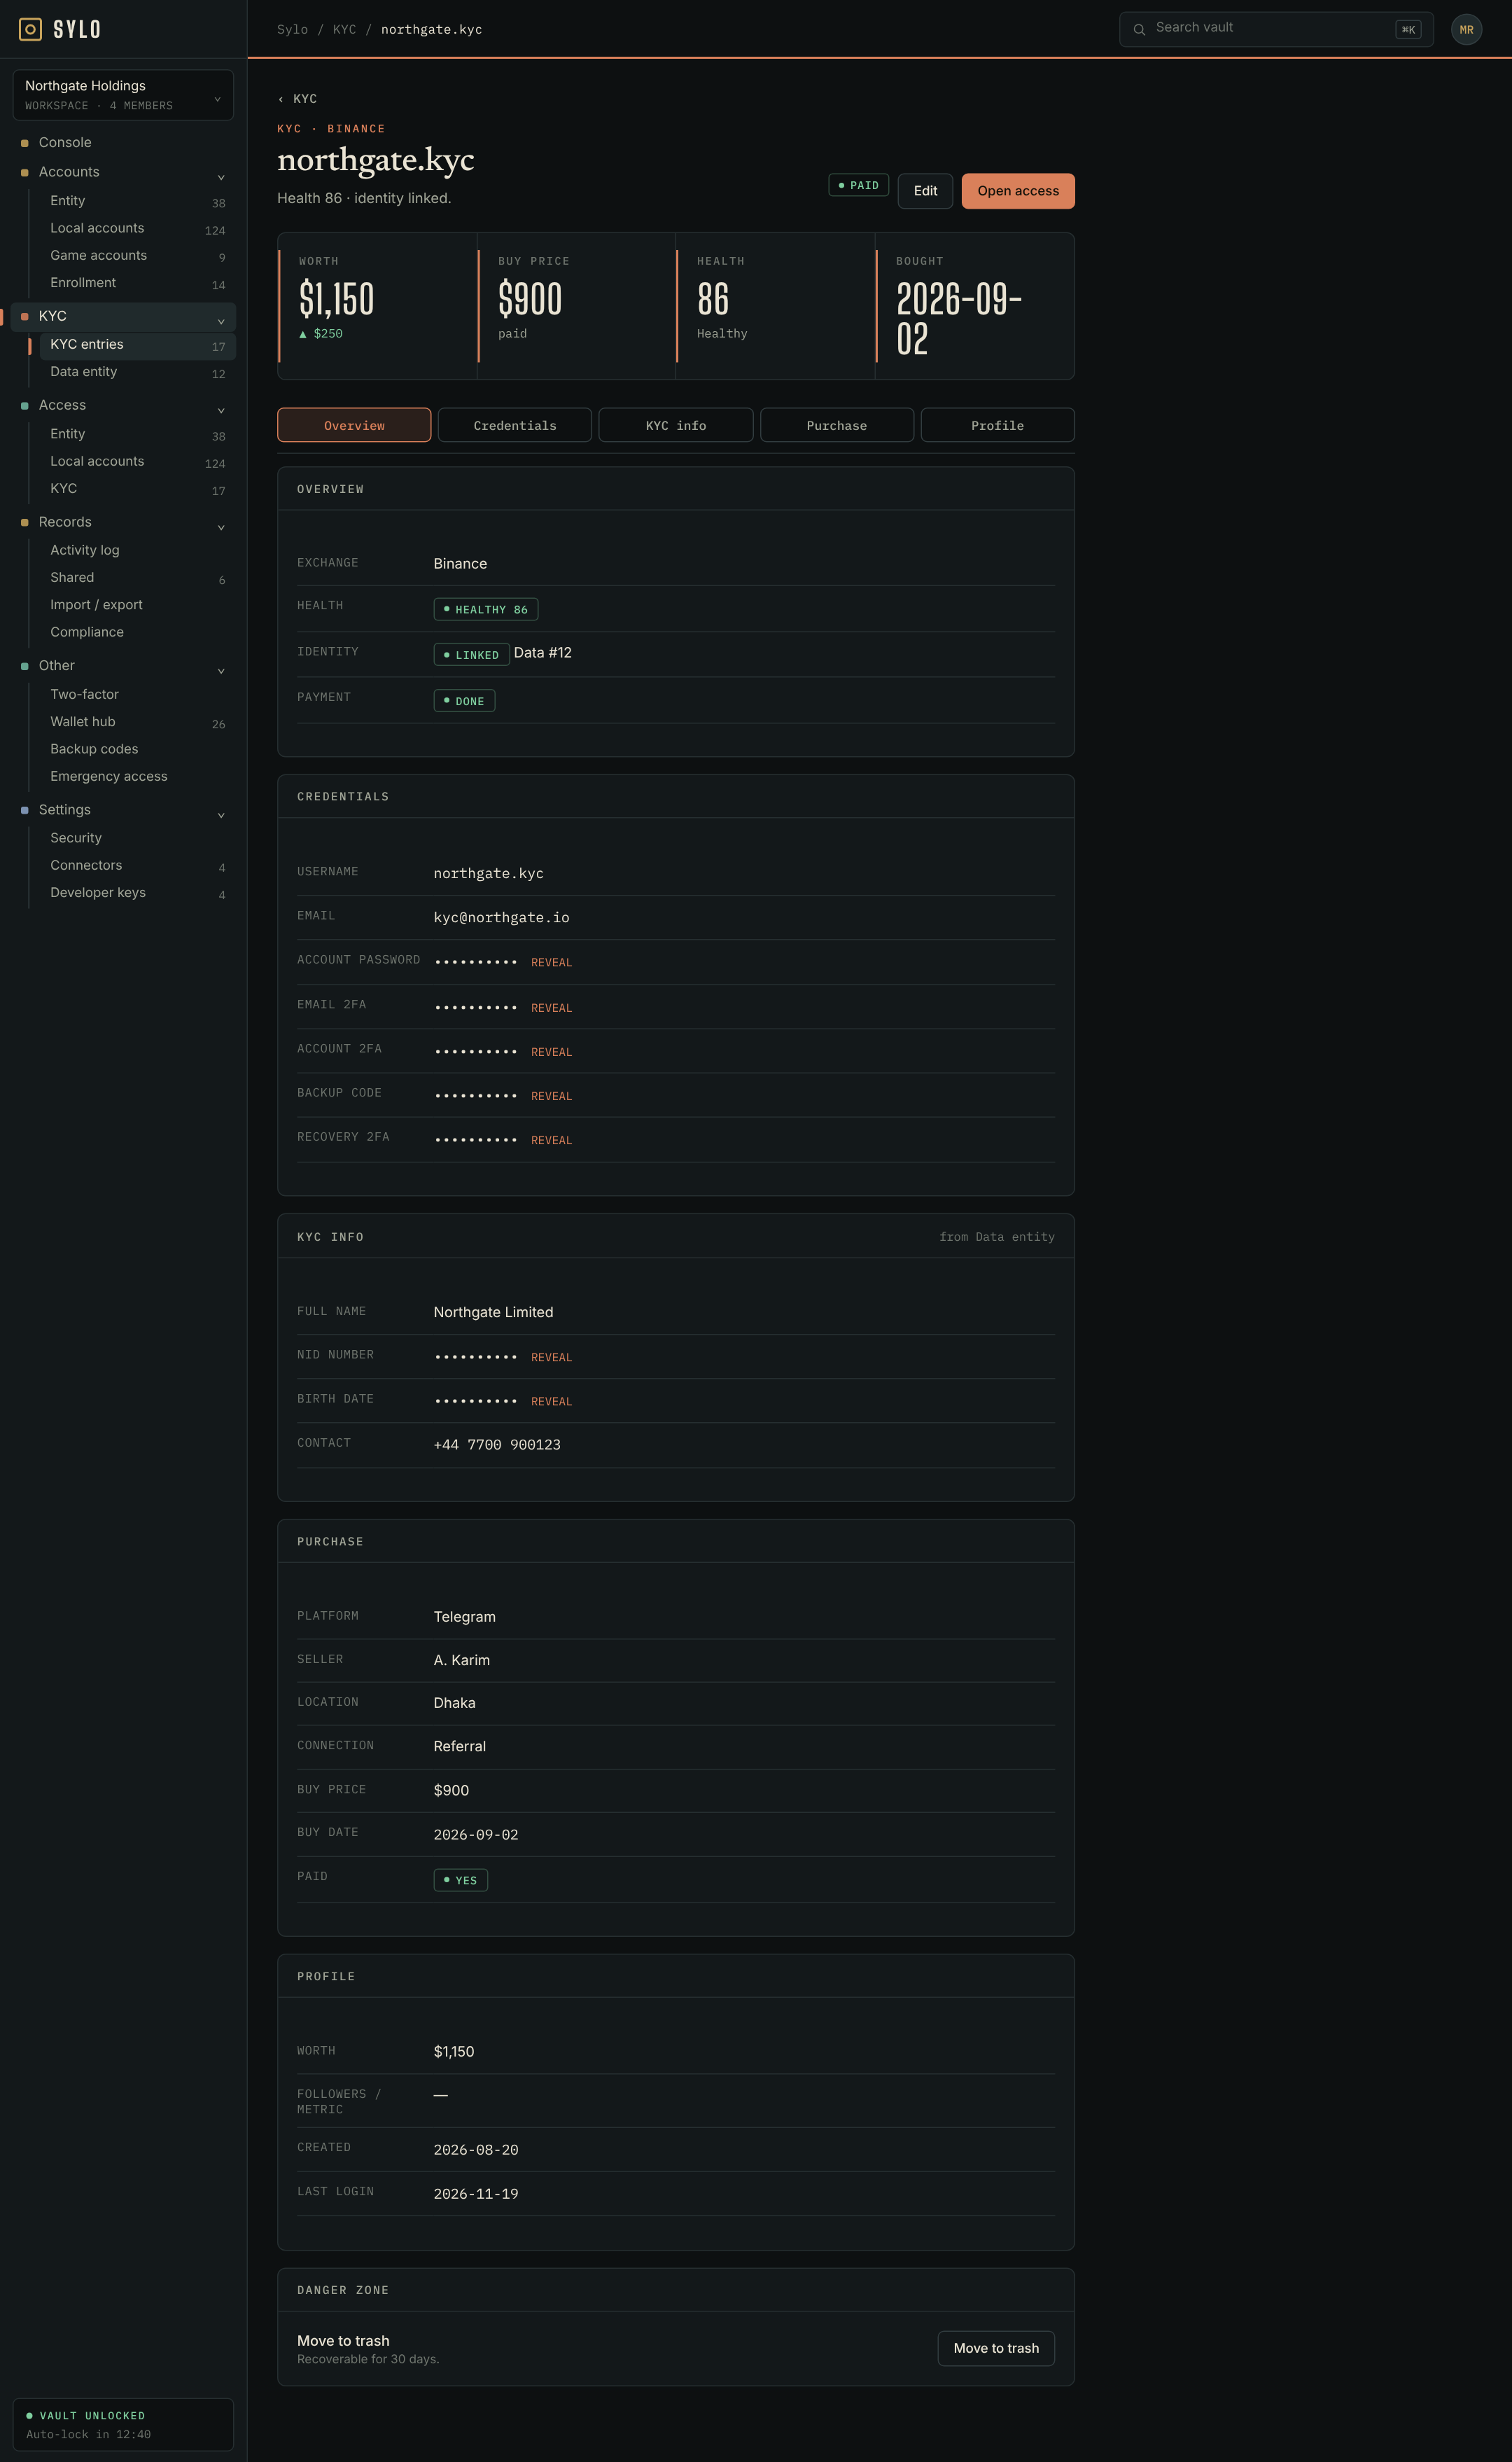 SYLO
Northgate Holdings
WORKSPACE · 4 MEMBERS
Console
Accounts
Entity 38
Local accounts 124
Game accounts 9
Enrollment 14
KYC
KYC entries 17
Data entity 12
Access
Entity 38
Local accounts 124
KYC 17
Records
Activity log
Shared 6
Import / export
Compliance
Other
Two-factor
Wallet hub 26
Backup codes
Emergency access
Settings
Security
Connectors 4
Developer keys 4
VAULT UNLOCKED
Auto-lock in 12:40
Sylo / KYC / northgate.kyc
Search vault ⌘K
MR
‹ KYC
KYC · BINANCE
northgate.kyc
Health 86 · identity linked.
PAID Edit Open access
WORTH
$1,150
▲ $250
BUY PRICE
$900
paid
HEALTH
86
Healthy
BOUGHT
2026-09-
02
Overview Credentials KYC info Purchase Profile
OVERVIEW
EXCHANGE Binance
HEALTH HEALTHY 86
IDENTITY LINKED Data #12
PAYMENT DONE
CREDENTIALS
USERNAME northgate.kyc
EMAIL kyc@northgate.io
ACCOUNT PASSWORD •••••••••• REVEAL
EMAIL 2FA •••••••••• REVEAL
ACCOUNT 2FA •••••••••• REVEAL
BACKUP CODE •••••••••• REVEAL
RECOVERY 2FA •••••••••• REVEAL
KYC INFO from Data entity
FULL NAME Northgate Limited
NID NUMBER •••••••••• REVEAL
BIRTH DATE •••••••••• REVEAL
CONTACT +44 7700 900123
PURCHASE
PLATFORM Telegram
SELLER A. Karim
LOCATION Dhaka
CONNECTION Referral
BUY PRICE $900
BUY DATE 2026-09-02
PAID YES
PROFILE
WORTH $1,150
FOLLOWERS / —
METRIC
CREATED 2026-08-20
LAST LOGIN 2026-11-19
DANGER ZONE
Move to trash
Recoverable for 30 days.
Move to trash